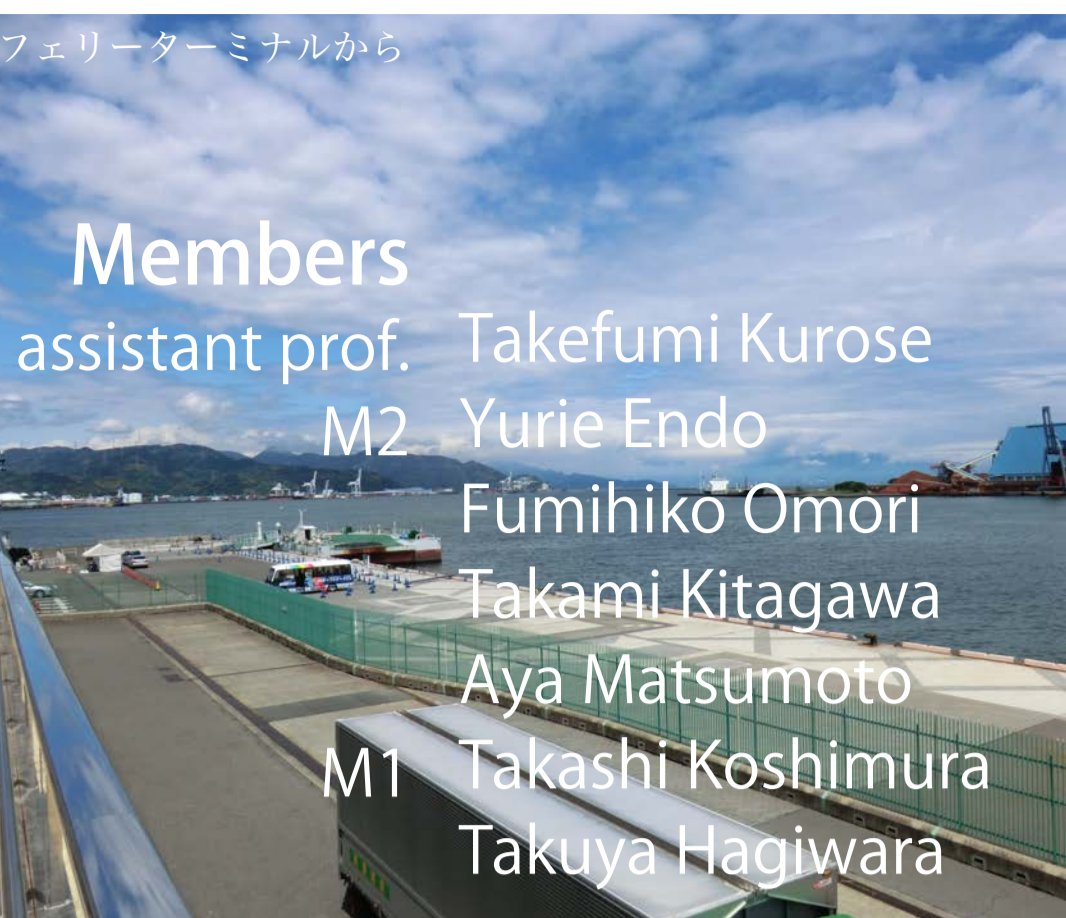 フェリーターミナルから
Members
assistant prof. Takefumi Kurose
M2 Yurie Endo
Fumihiko Omori
Takami Kitagawa
Aya Matsumoto
M1 Takashi Koshimura
Takuya Hagiwara